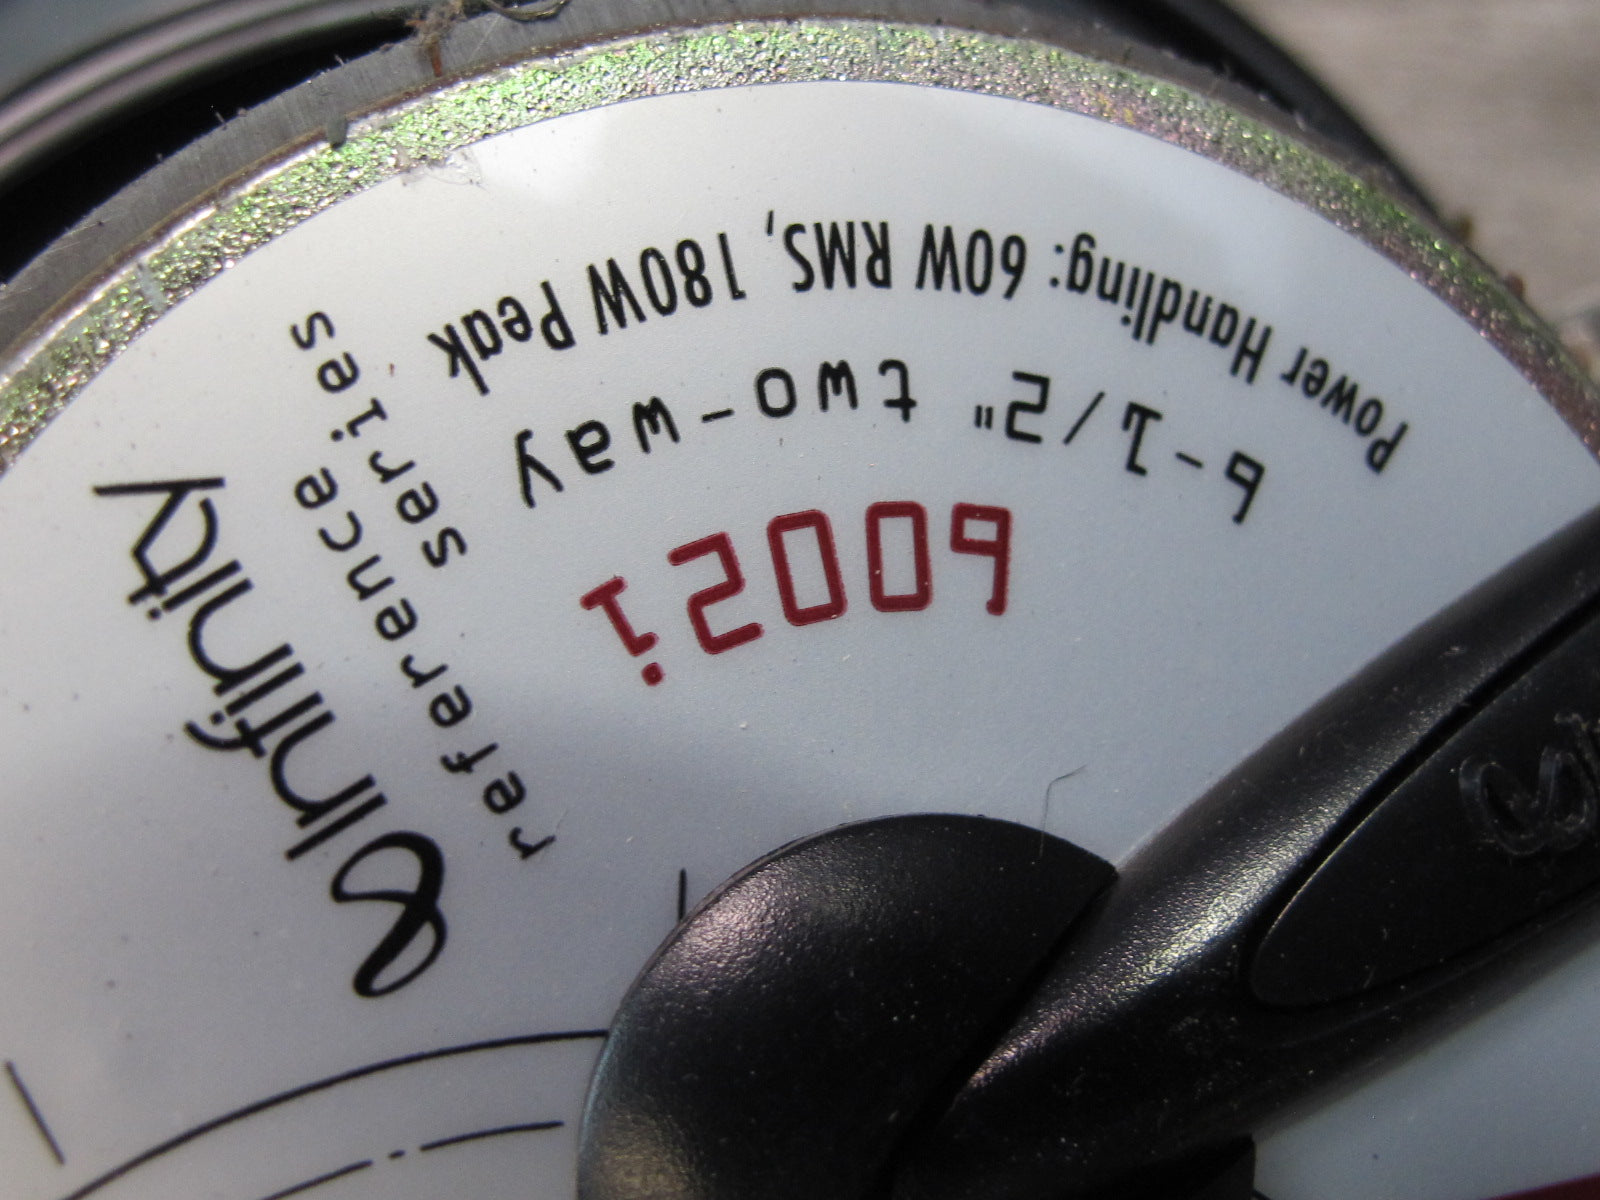 Infinity
reference series
6002i
6-1/2" two-way
Power Handling: 60W RMS, 180W Peak